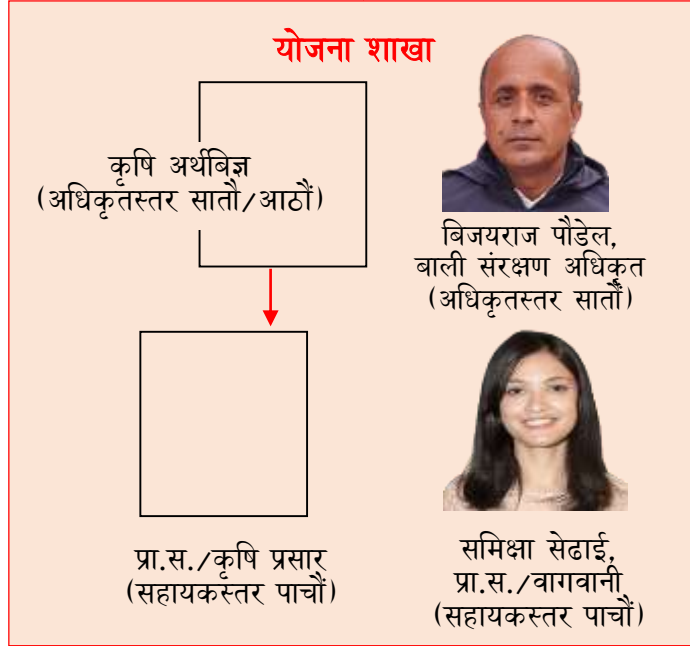 योजना शाखा
कृषि अर्थबिज्ञ
(अधिकृतस्तर सातौ/आठौं)
बिजयराज पौडेल,
बाली संरक्षण अधिकृत
(अधिकृतस्तर सातौं)
प्रा.स./कृषि प्रसार
(सहायकस्तर पाचौं)
समिक्षा सेढाई,
प्रा.स./वागवानी
(सहायकस्तर पाचौं)